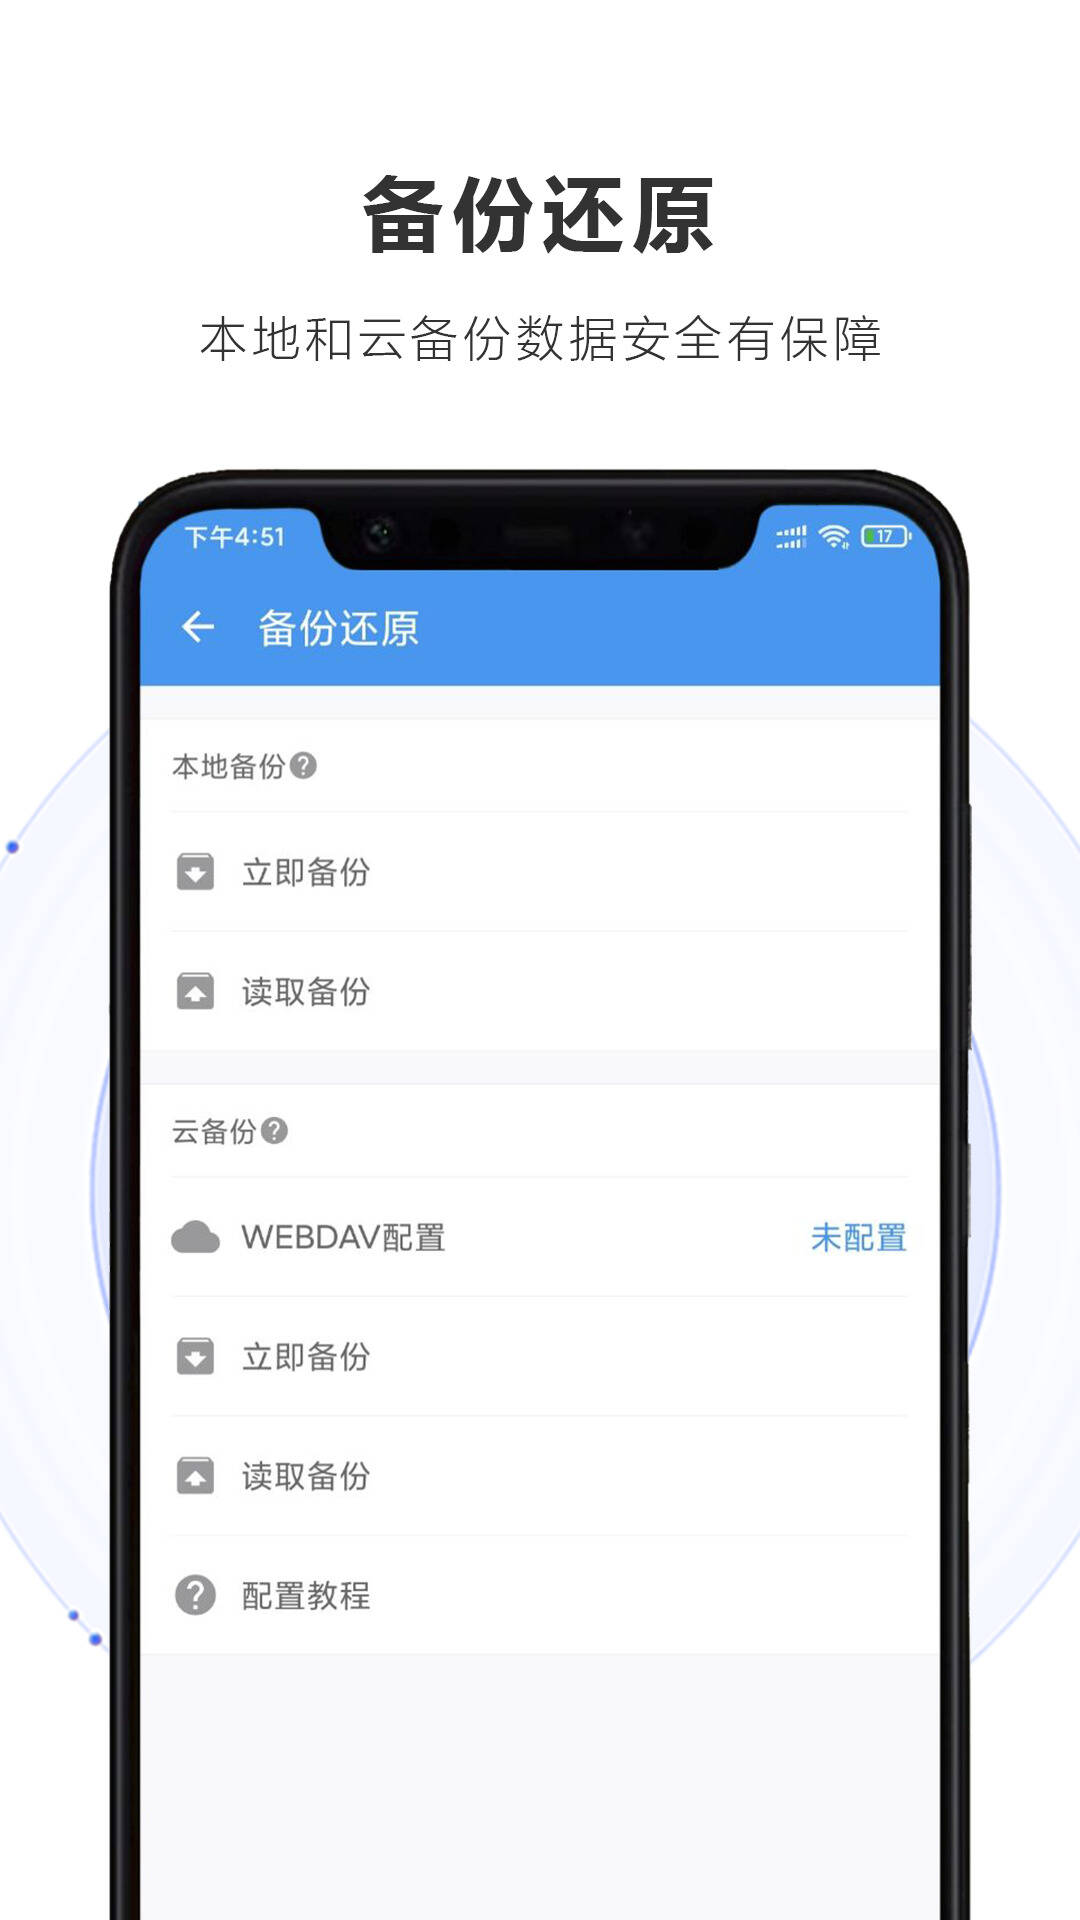 备份还原
本地和云备份数据安全有保障
下午4:51
17
备份还原
本地备份
立即备份
读取备份
云备份
WEBDAV配置
未配置
立即备份
读取备份
配置教程